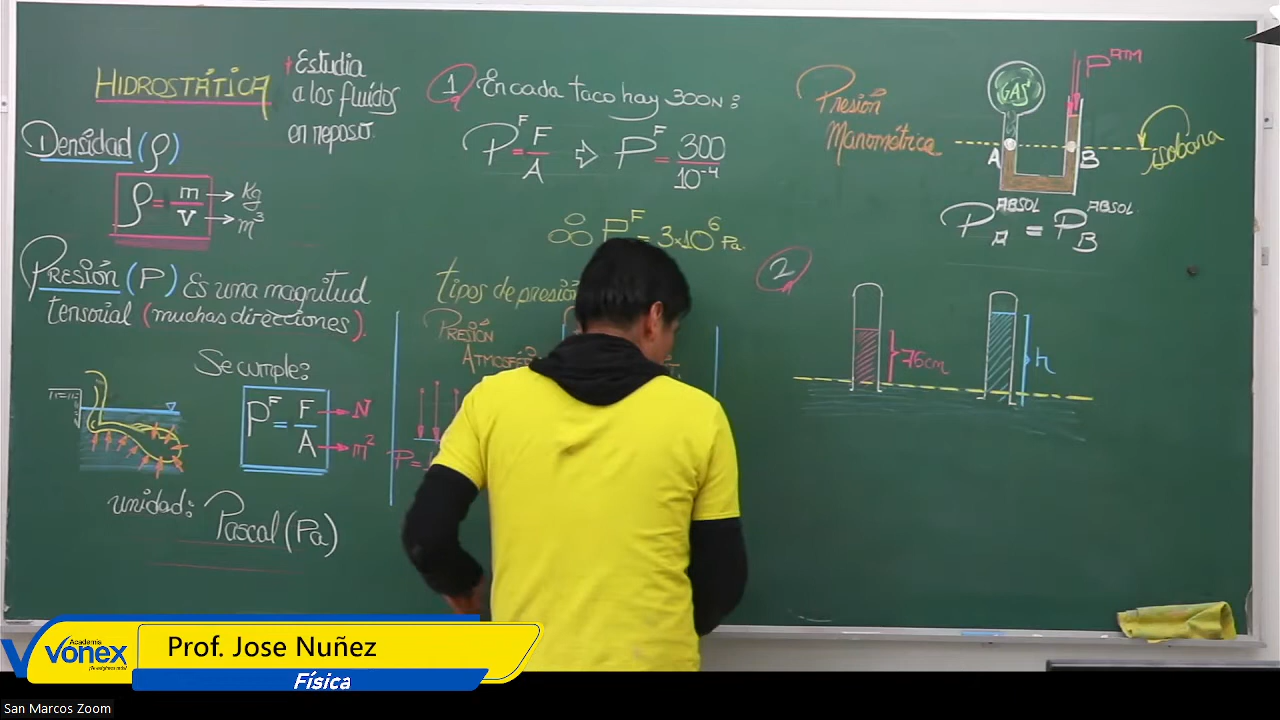 HIDROSTÁTICA
Estudia
a los fluidos
en reposo.
Densidad (ρ)
ρ = m/V
Kg
m³
PRESIÓN (P) Es una magnitud
tensorial (muchas direcciones).
Se cumple:
P^F = F/A
N
m²
unidad: Pascal (Pa)
1 En cada taco hay 300N:
P^F = F/A ⇨ P^F = 300/10⁻⁴
∴ P^F = 3×10⁶ Pa.
tipos de presión
PRESIÓN
P =
Presión
Manométrica
GAS
P^ATM
A
B
isobara
P_A^ABSOL = P_B^ABSOL
2
76cm
h
Academia
Vonex
Prof. Jose Nuñez
Física
San Marcos Zoom